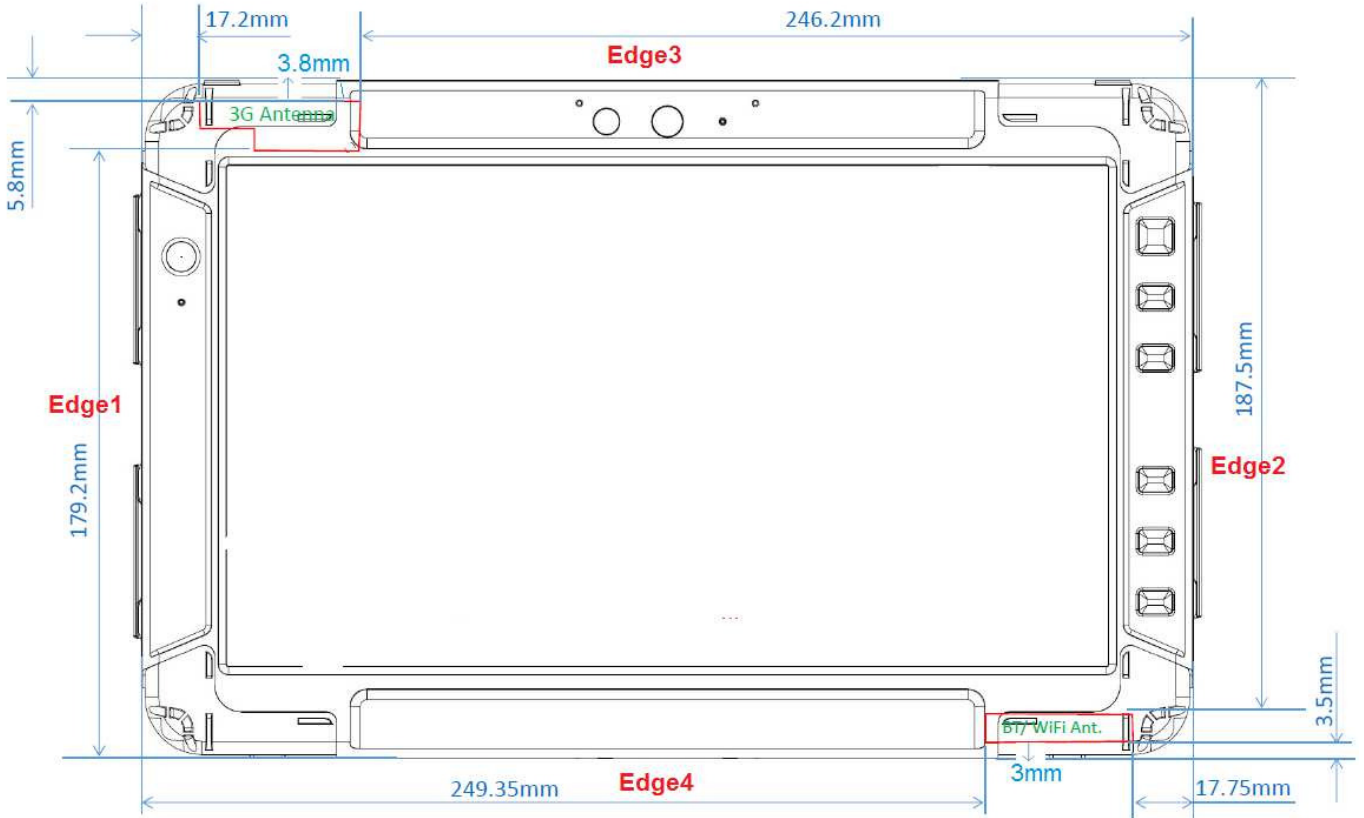 17.2mm
246.2mm
Edge3
3.8mm
3G Antenna
5.8mm
Edge1
179.2mm
187.5mm
Edge2
BT/ WiFi Ant.
3.5mm
3mm
249.35mm
Edge4
17.75mm